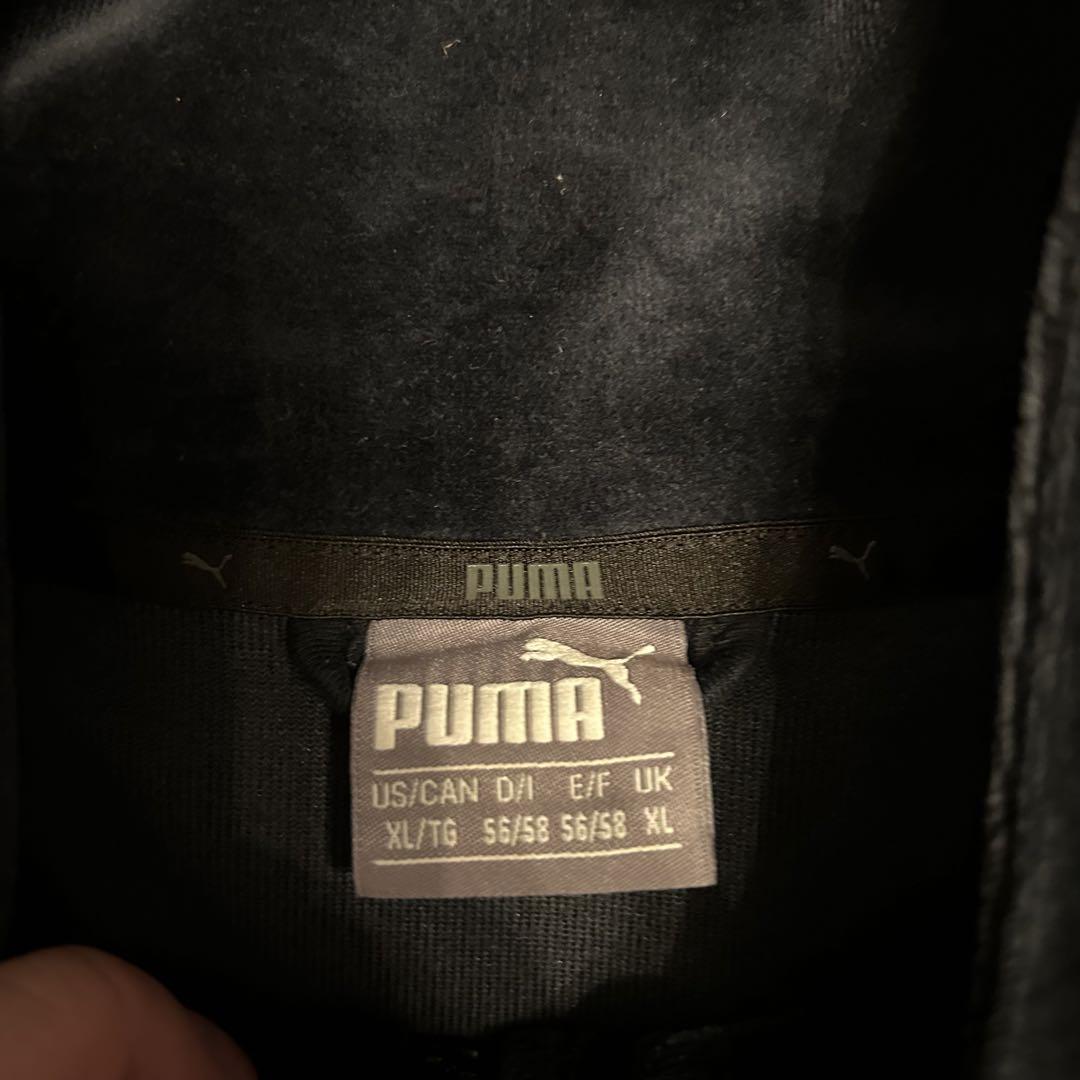 PUMA
PUMA
US/CAN D/I E/F UK
XL/TG 56/58 56/58 XL